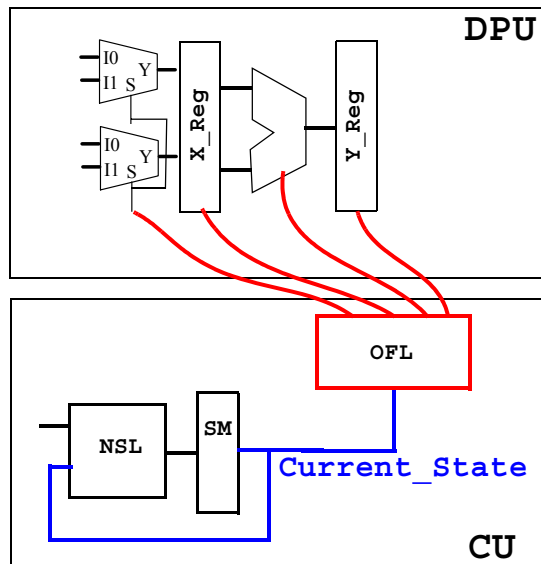 DPU
I0
I1
Y
S
I0
I1
Y
S
X_Reg
Y_Reg
OFL
NSL
SM
Current_State
CU